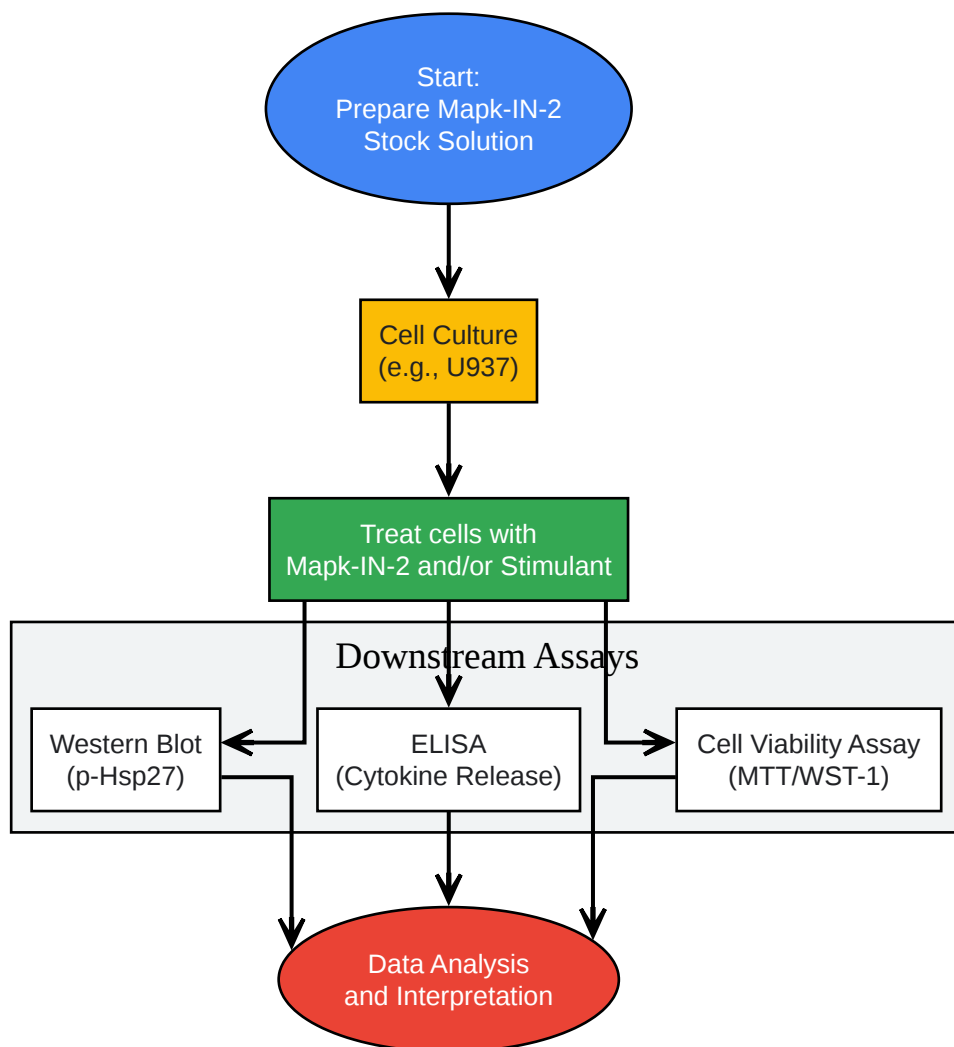 Start:
Prepare Mapk-IN-2
Stock Solution
Cell Culture
(e.g., U937)
Treat cells with
Mapk-IN-2 and/or Stimulant
Downstream Assays
Western Blot
(p-Hsp27)
ELISA
(Cytokine Release)
Cell Viability Assay
(MTT/WST-1)
Data Analysis
and Interpretation